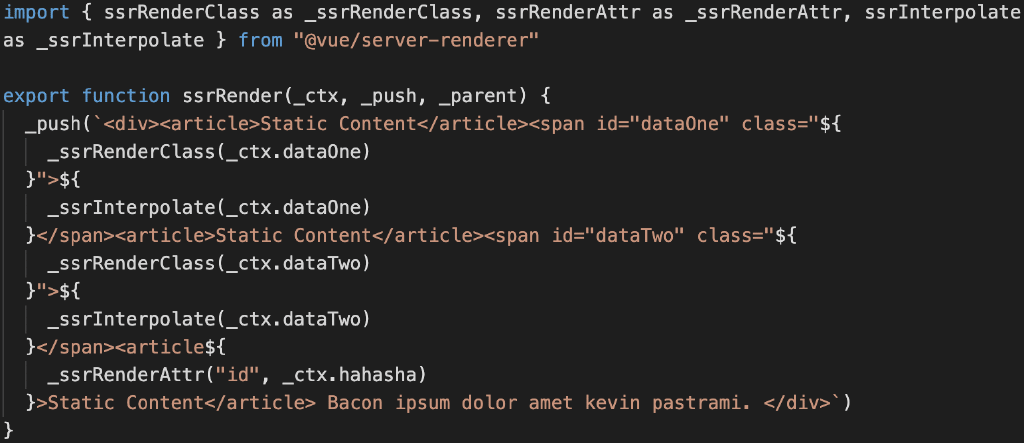 import { ssrRenderClass as _ssrRenderClass, ssrRenderAttr as _ssrRenderAttr, ssrInterpolate
as _ssrInterpolate } from "@vue/server-renderer"

export function ssrRender(_ctx, _push, _parent) {
  _push(`<div><article>Static Content</article><span id="dataOne" class="${
    _ssrRenderClass(_ctx.dataOne)
  }">${
    _ssrInterpolate(_ctx.dataOne)
  }</span><article>Static Content</article><span id="dataTwo" class="${
    _ssrRenderClass(_ctx.dataTwo)
  }">${
    _ssrInterpolate(_ctx.dataTwo)
  }</span><article${
    _ssrRenderAttr("id", _ctx.hahasha)
  }>Static Content</article> Bacon ipsum dolor amet kevin pastrami. </div>`)
}